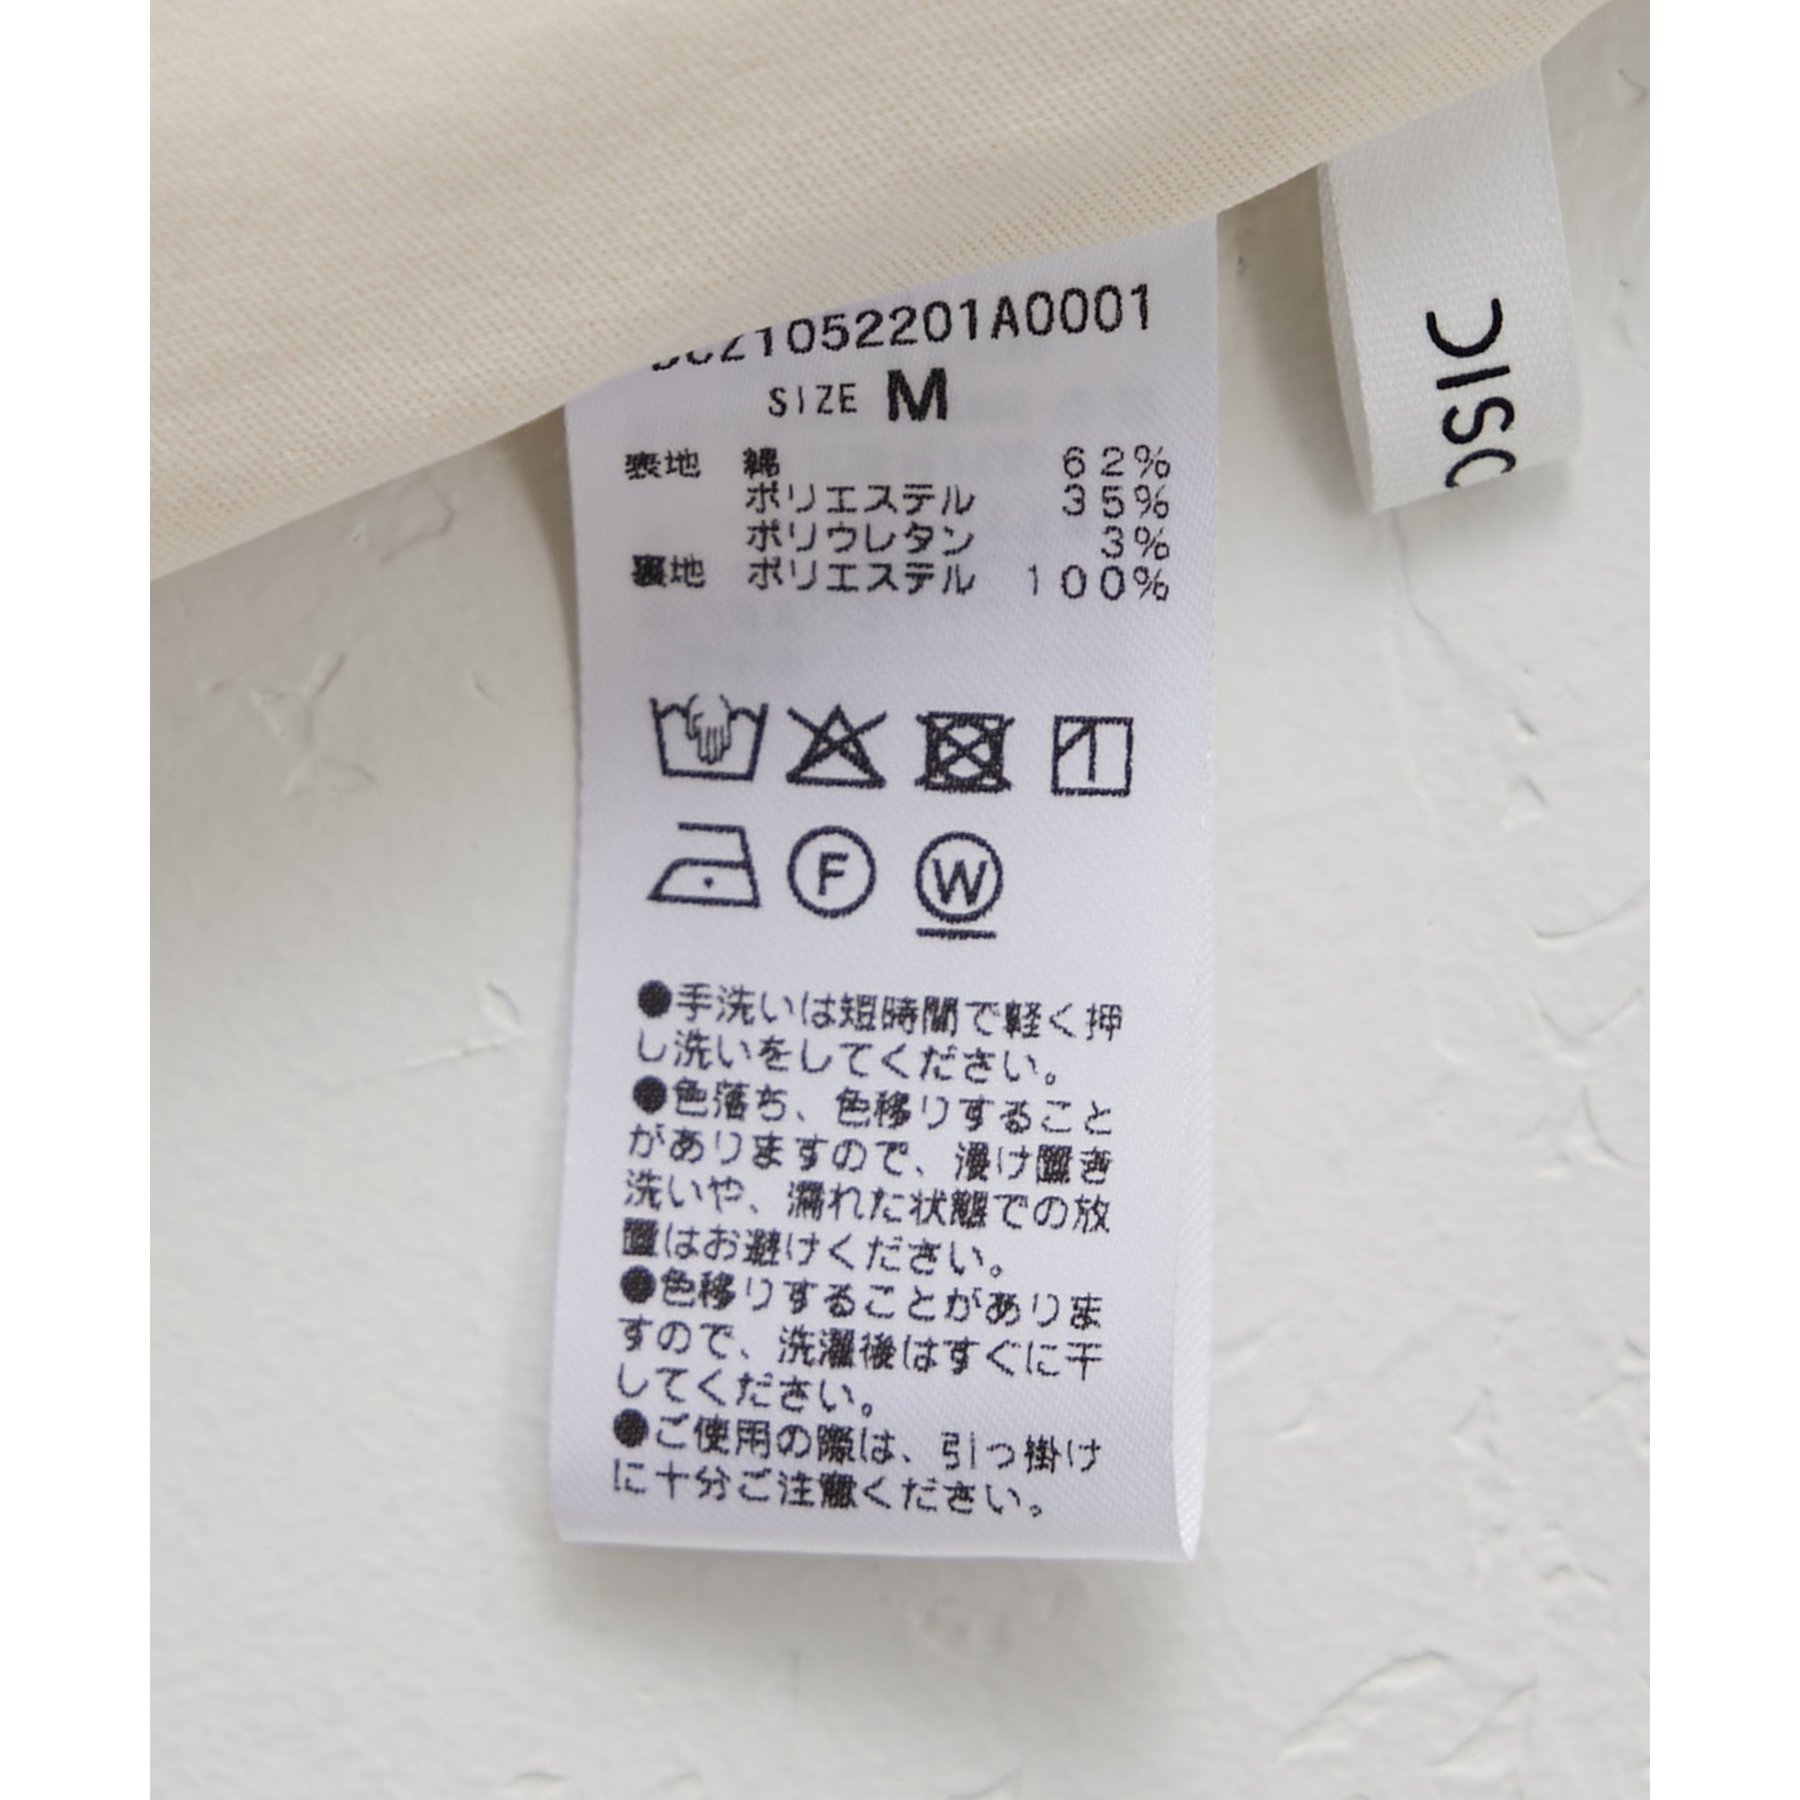 21052201A0001
SIZE M
表地 綿 62%
ポリエステル 35%
ポリウレタン 3%
裏地 ポリエステル 100%
F W
●手洗いは短時間で軽く押
し洗いをしてください。
●色落ち、色移りすること
がありますので、浸け置き
洗いや、濡れた状態での放
置はお避けください。
●色移りすることがありま
すので、洗濯後はすぐに干
してください。
●ご使用の際は、引っ掛け
に十分ご注意ください。
DISC